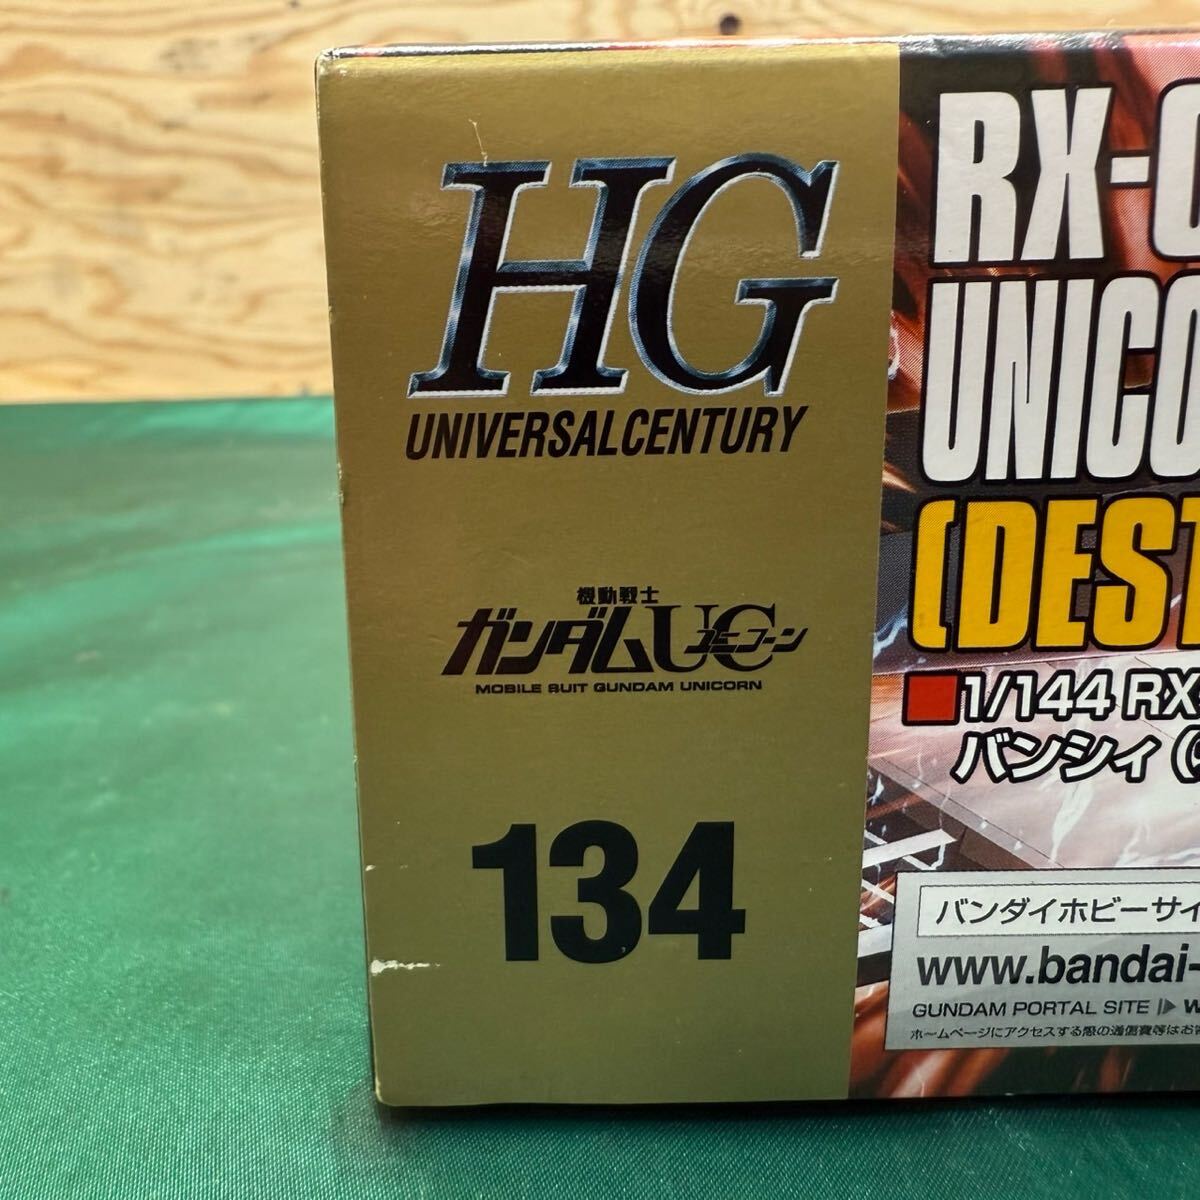 HG
UNIVERSALCENTURY
機動戦士
ガンダムUC
ユニコーン
MOBILE SUIT GUNDAM UNICORN
134
RX-0
UNICO
(DEST
■1/144 RX-
バンシィ (
バンダイホビーサイ
www.bandai-
GUNDAM PORTAL SITE
ホームページにアクセスする際の通信費等はお客